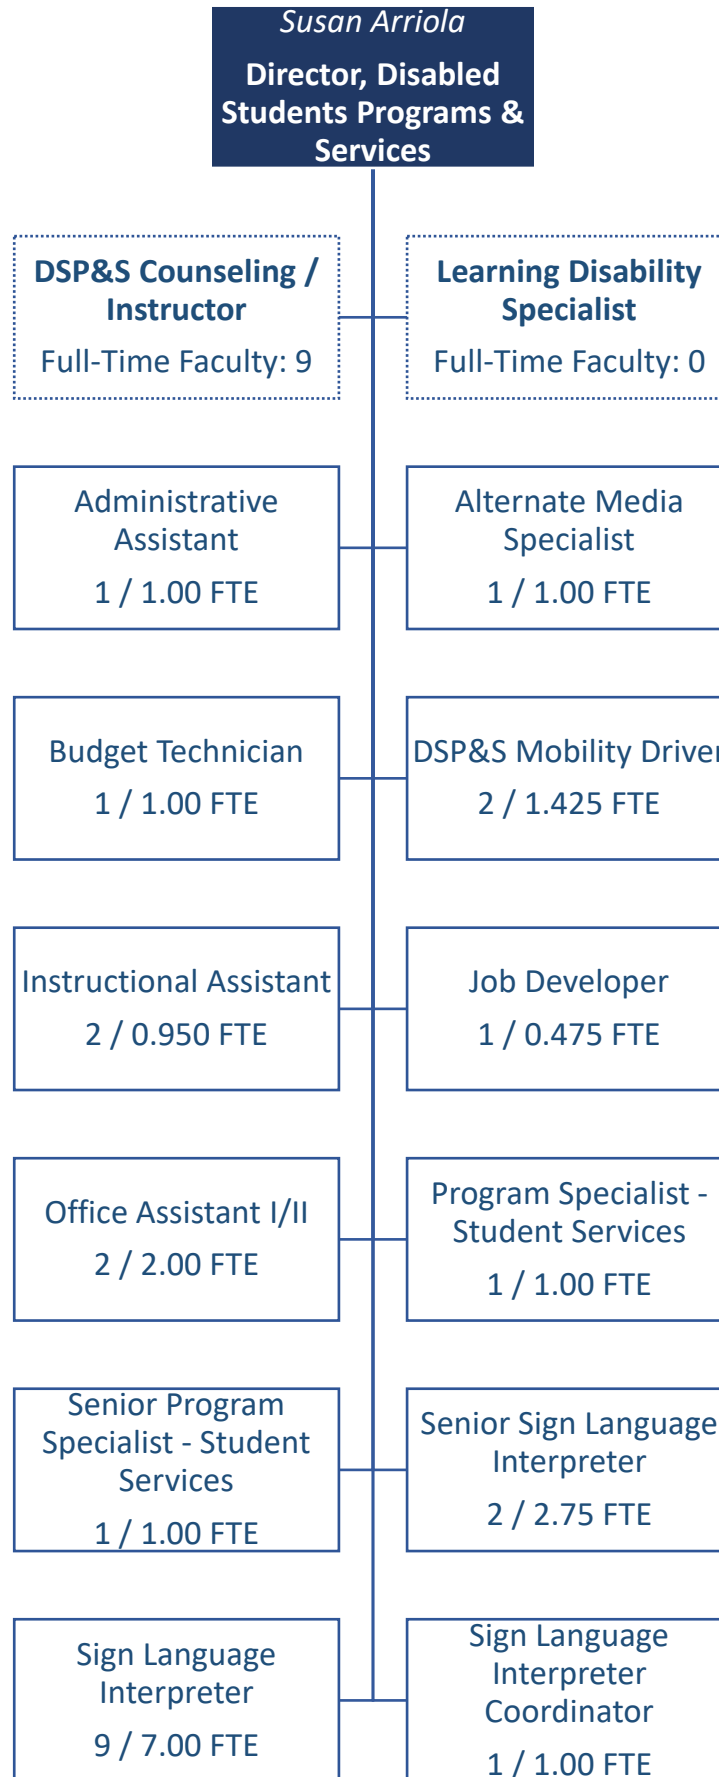 Susan Arriola
Director, Disabled
Students Programs &
Services
DSP&S Counseling /
Instructor
Full-Time Faculty: 9
Learning Disability
Specialist
Full-Time Faculty: 0
Administrative
Assistant
1 / 1.00 FTE
Alternate Media
Specialist
1 / 1.00 FTE
Budget Technician
1 / 1.00 FTE
DSP&S Mobility Driver
2 / 1.425 FTE
Instructional Assistant
2 / 0.950 FTE
Job Developer
1 / 0.475 FTE
Office Assistant I/II
2 / 2.00 FTE
Program Specialist -
Student Services
1 / 1.00 FTE
Senior Program
Specialist - Student
Services
1 / 1.00 FTE
Senior Sign Language
Interpreter
2 / 2.75 FTE
Sign Language
Interpreter
9 / 7.00 FTE
Sign Language
Interpreter
Coordinator
1 / 1.00 FTE